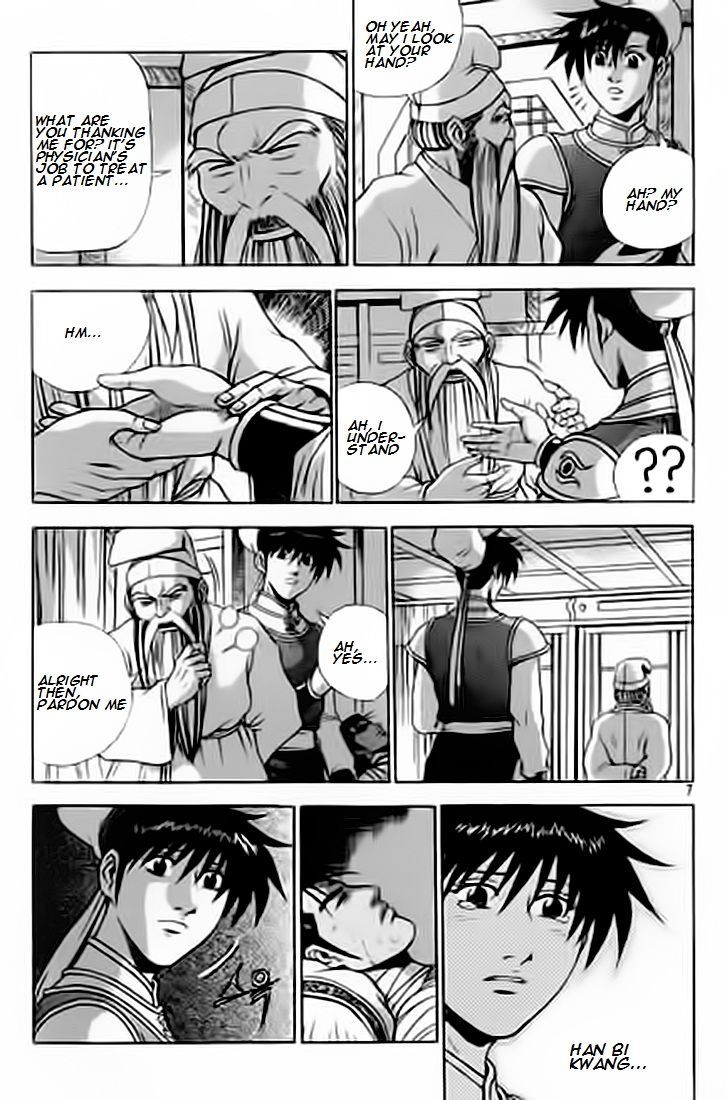 WHAT ARE
YOU THANKING
ME FOR? IT'S
PHYSICIAN'S
JOB TO TREAT
A PATIENT...
OH YEAH,
MAY I LOOK
AT YOUR
HAND?
AH? MY
HAND?
HM...
AH, I
UNDER-
STAND
??
ALRIGHT
THEN,
PARDON ME
AH,
YES...
7
HAN BI
KWANG...